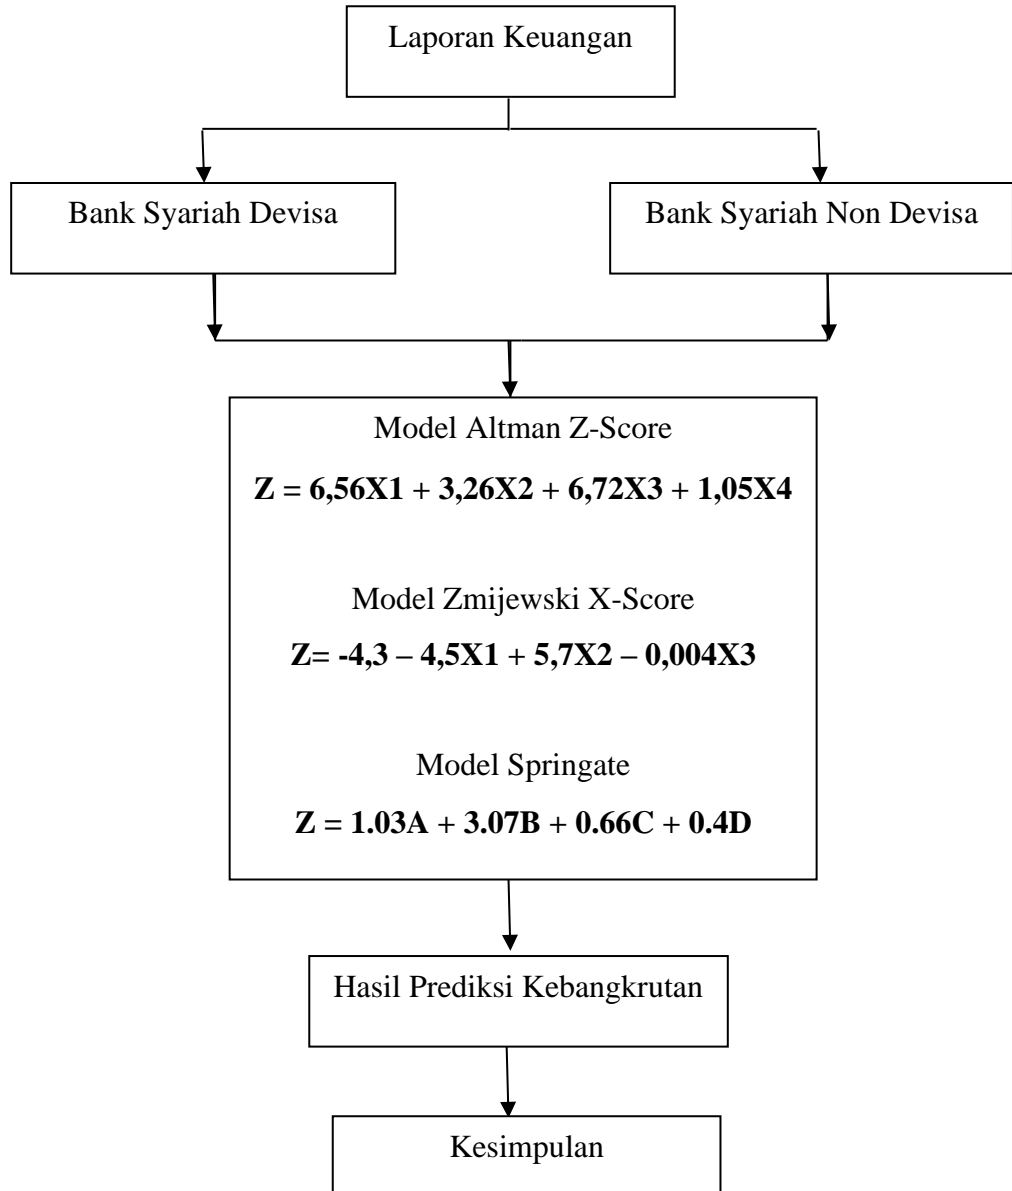 Laporan Keuangan
Bank Syariah Devisa
Bank Syariah Non Devisa
Model Altman Z-Score
Z = 6,56X1 + 3,26X2 + 6,72X3 + 1,05X4
Model Zmijewski X-Score
Z= -4,3 – 4,5X1 + 5,7X2 – 0,004X3
Model Springate
Z = 1.03A + 3.07B + 0.66C + 0.4D
Hasil Prediksi Kebangkrutan
Kesimpulan